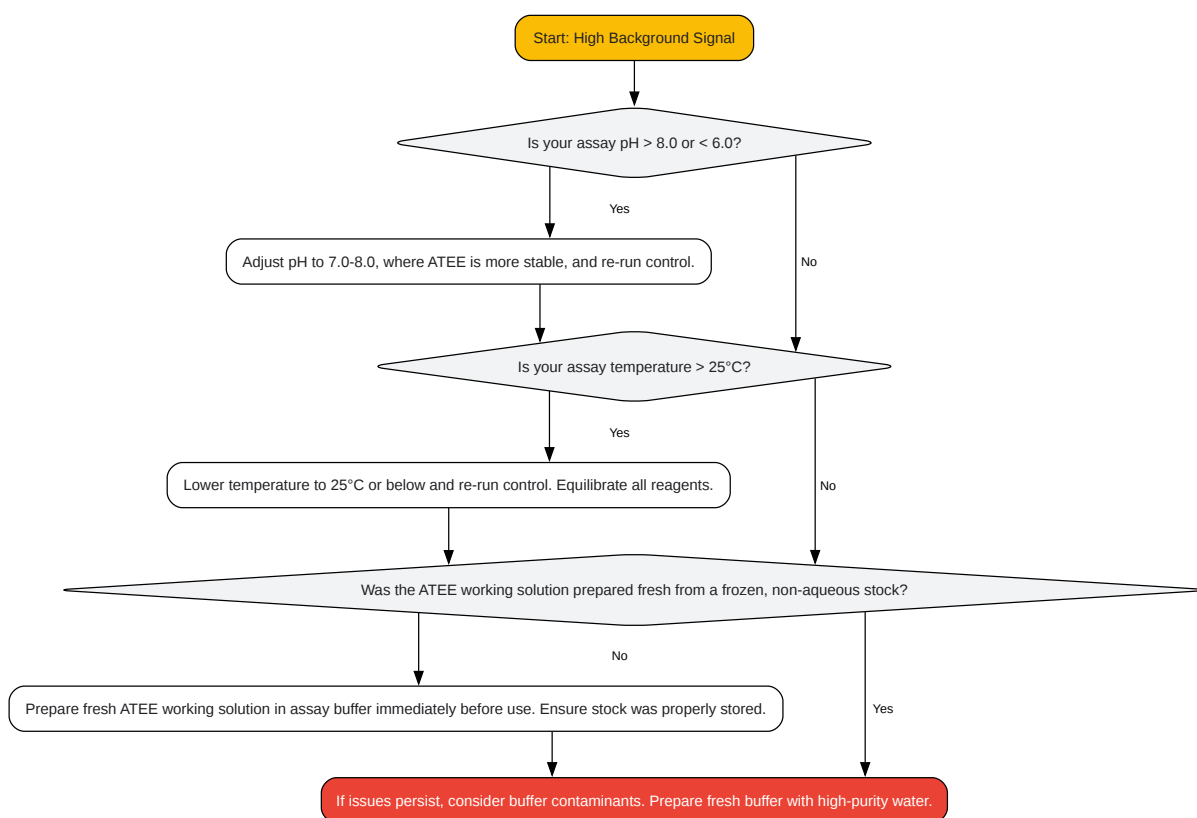 Start: High Background Signal
Is your assay pH > 8.0 or < 6.0?
Yes
Adjust pH to 7.0-8.0, where ATEE is more stable, and re-run control.
No
Is your assay temperature > 25°C?
Yes
Lower temperature to 25°C or below and re-run control. Equilibrate all reagents.
No
Was the ATEE working solution prepared fresh from a frozen, non-aqueous stock?
No
Prepare fresh ATEE working solution in assay buffer immediately before use. Ensure stock was properly stored.
Yes
If issues persist, consider buffer contaminants. Prepare fresh buffer with high-purity water.